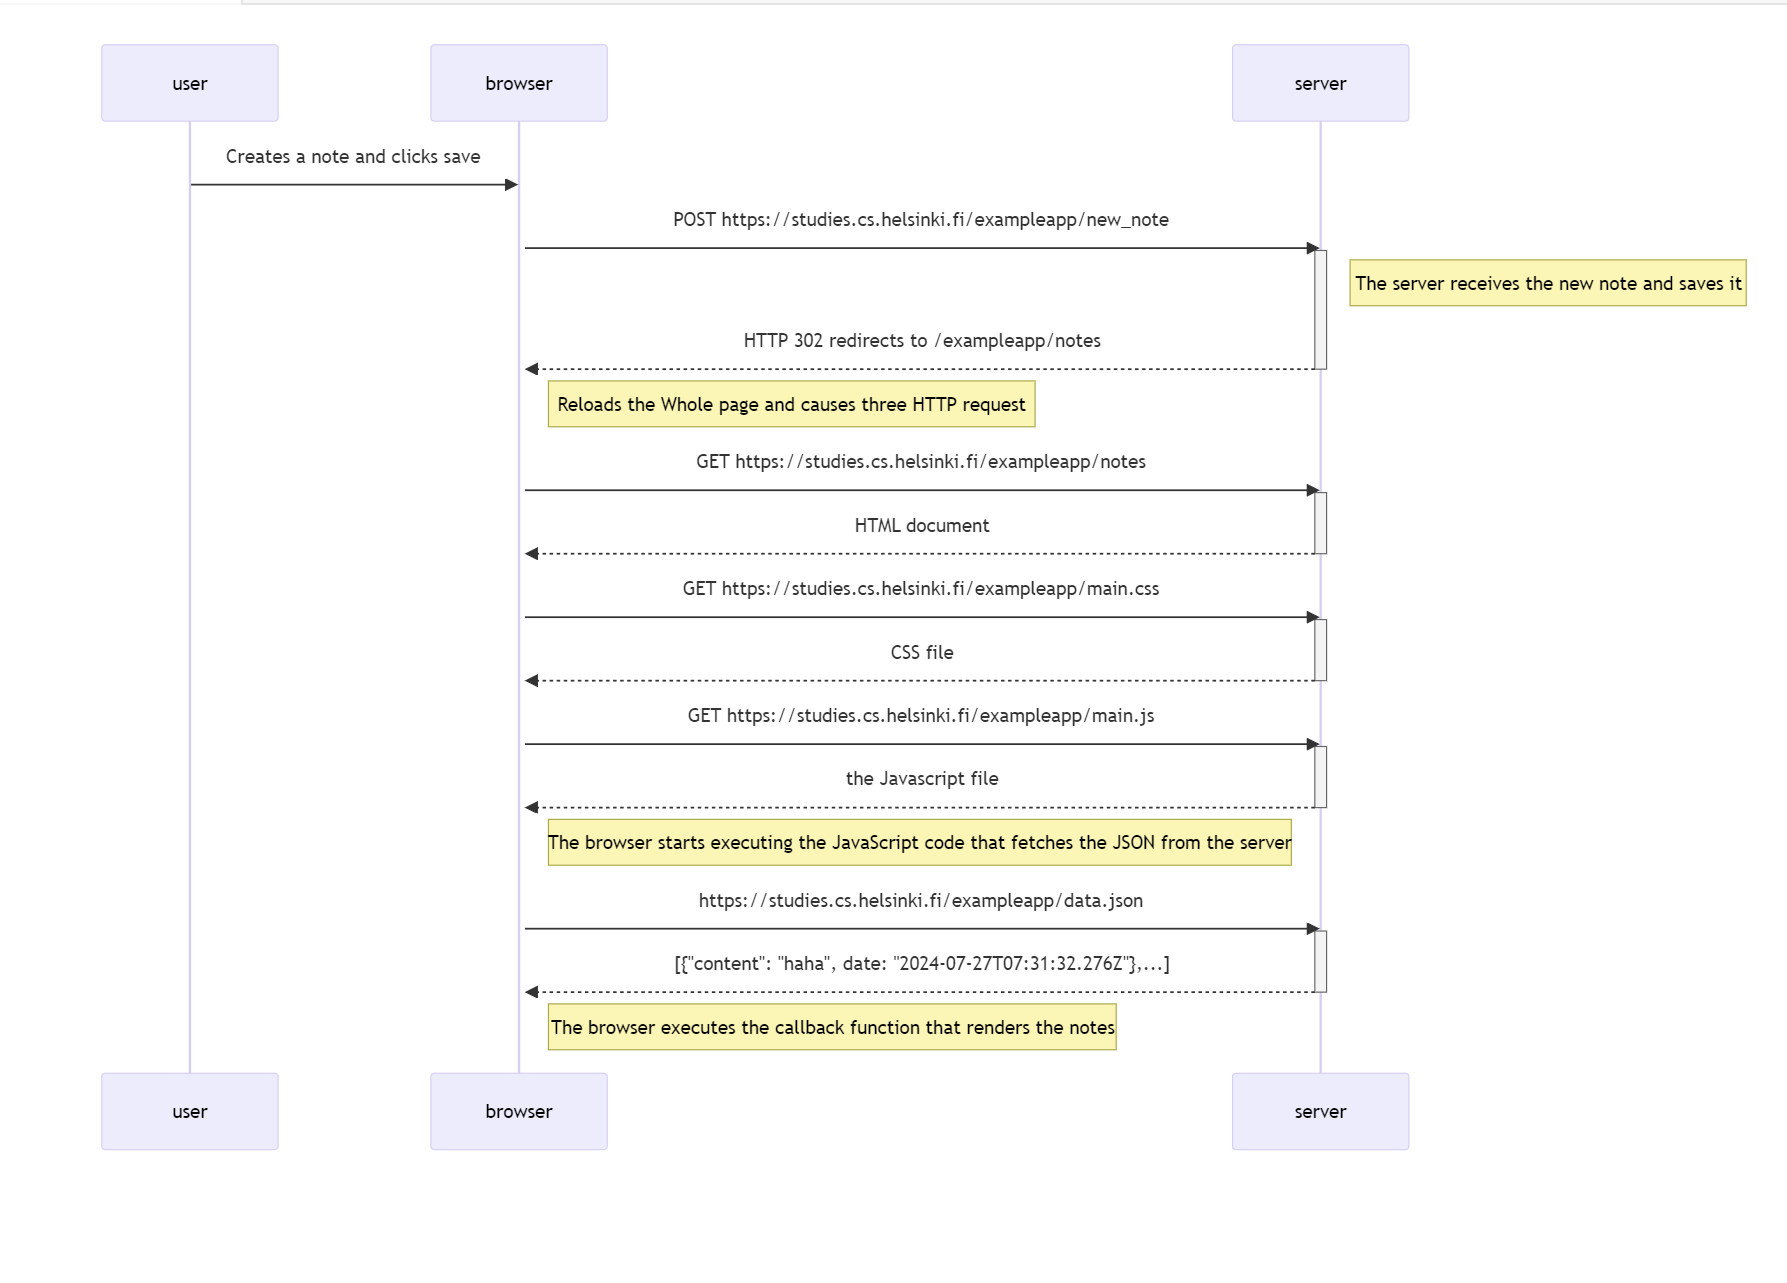 user
browser
server
Creates a note and clicks save
POST https://studies.cs.helsinki.fi/exampleapp/new_note
The server receives the new note and saves it
HTTP 302 redirects to /exampleapp/notes
Reloads the Whole page and causes three HTTP request
GET https://studies.cs.helsinki.fi/exampleapp/notes
HTML document
GET https://studies.cs.helsinki.fi/exampleapp/main.css
CSS file
GET https://studies.cs.helsinki.fi/exampleapp/main.js
the Javascript file
The browser starts executing the JavaScript code that fetches the JSON from the server
https://studies.cs.helsinki.fi/exampleapp/data.json
[{"content": "haha", date: "2024-07-27T07:31:32.276Z"},...]
The browser executes the callback function that renders the notes
user
browser
server